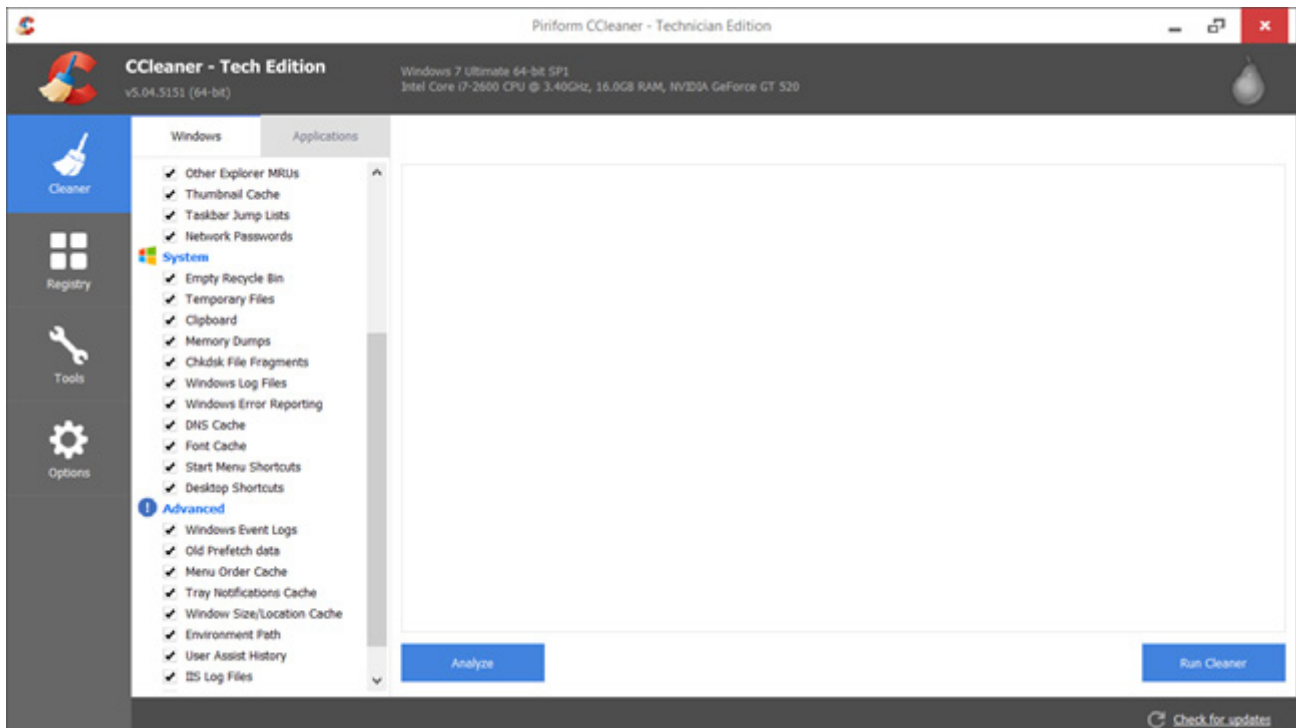 Piriform CCleaner - Technician Edition
CCleaner - Tech Edition
v5.04.5151 (64-bit)
Windows 7 Ultimate 64-bit SP1
Intel Core i7-2600 CPU @ 3.40GHz, 16.0GB RAM, NVIDIA GeForce GT 520
Cleaner
Registry
Tools
Options
Windows
Applications
Other Explorer MRUs
Thumbnail Cache
Taskbar Jump Lists
Network Passwords
System
Empty Recycle Bin
Temporary Files
Clipboard
Memory Dumps
Chkdsk File Fragments
Windows Log Files
Windows Error Reporting
DNS Cache
Font Cache
Start Menu Shortcuts
Desktop Shortcuts
Advanced
Windows Event Logs
Old Prefetch data
Menu Order Cache
Tray Notifications Cache
Window Size/Location Cache
Environment Path
User Assist History
IIS Log Files
Analyze
Run Cleaner
Check for updates